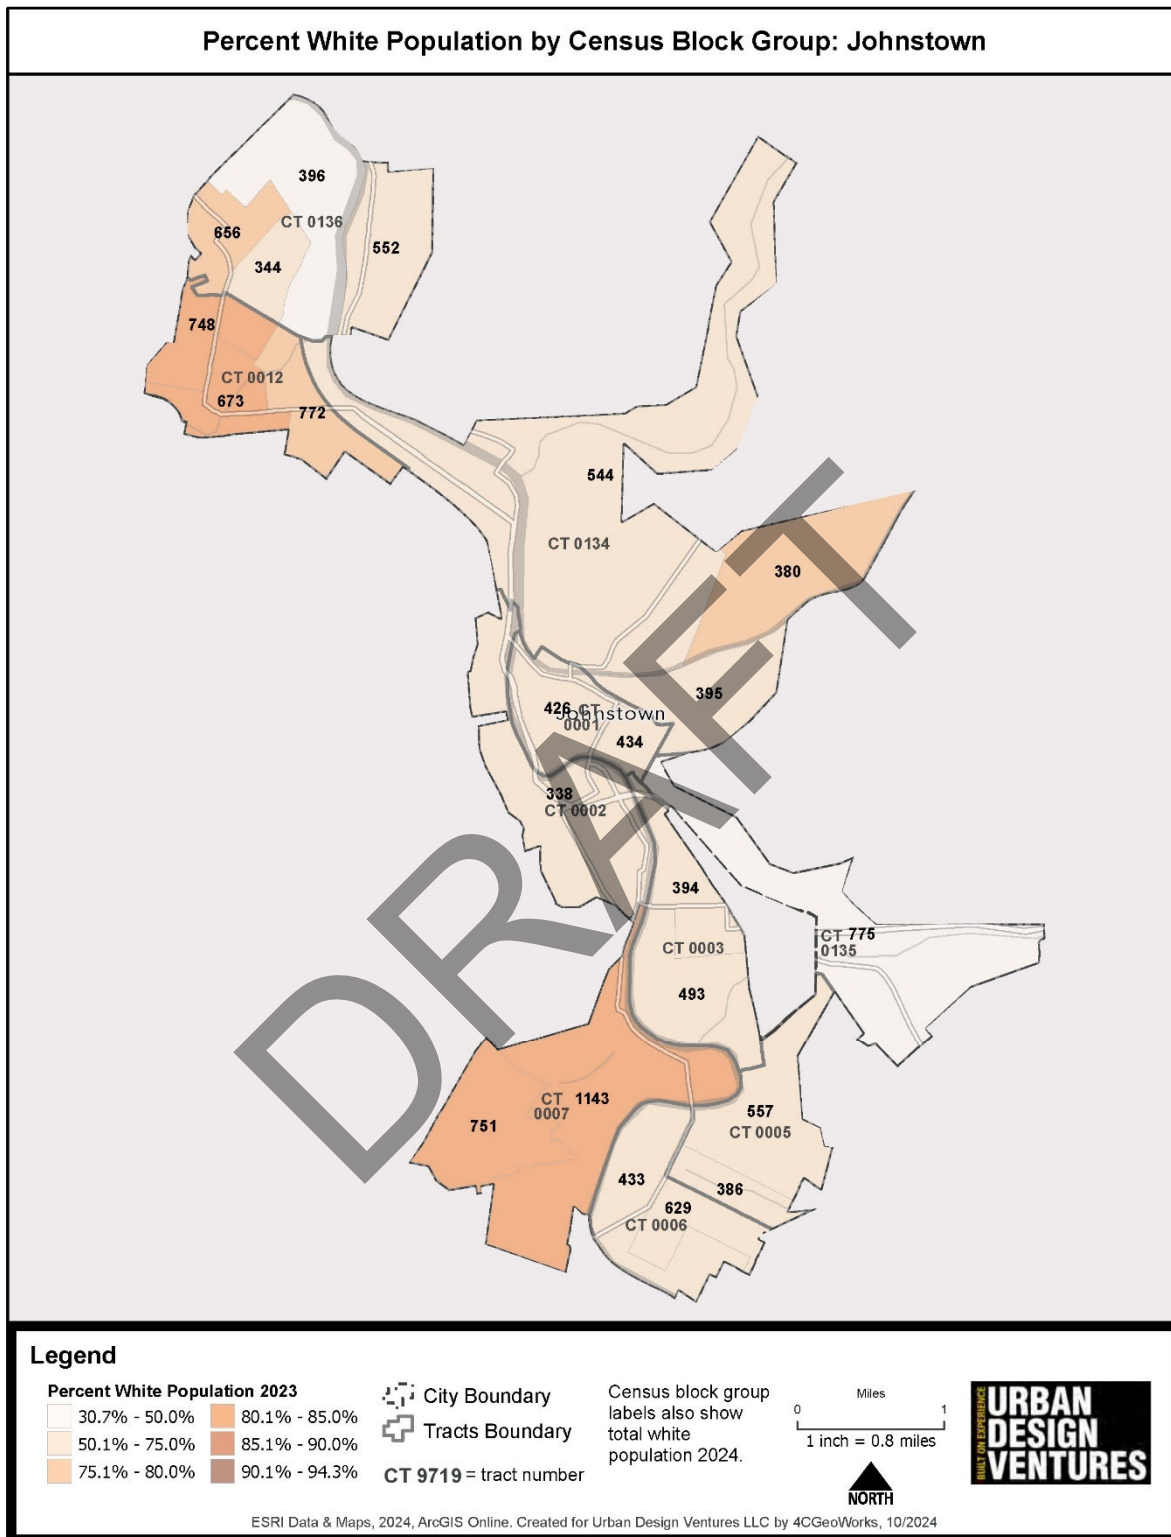 Percent White Population by Census Block Group: Johnstown
396
CT 0136
656
552
344
748
CT 0012
673
772
544
CT 0134
380
395
426 CT
0001
Johnstown
434
338
CT 0002
394
CT 775
0135
CT 0003
493
CT 1143
0007
751
557
CT 0005
433
386
629
CT 0006
DRAFT
Legend
Percent White Population 2023
30.7% - 50.0%
50.1% - 75.0%
75.1% - 80.0%
80.1% - 85.0%
85.1% - 90.0%
90.1% - 94.3%
City Boundary
Tracts Boundary
CT 9719 = tract number
Census block group
labels also show
total white
population 2024.
Miles
0 1
1 inch = 0.8 miles
NORTH
BUILT ON EXPERIENCE
URBAN
DESIGN
VENTURES
ESRI Data & Maps, 2024, ArcGIS Online. Created for Urban Design Ventures LLC by 4CGeoWorks, 10/2024